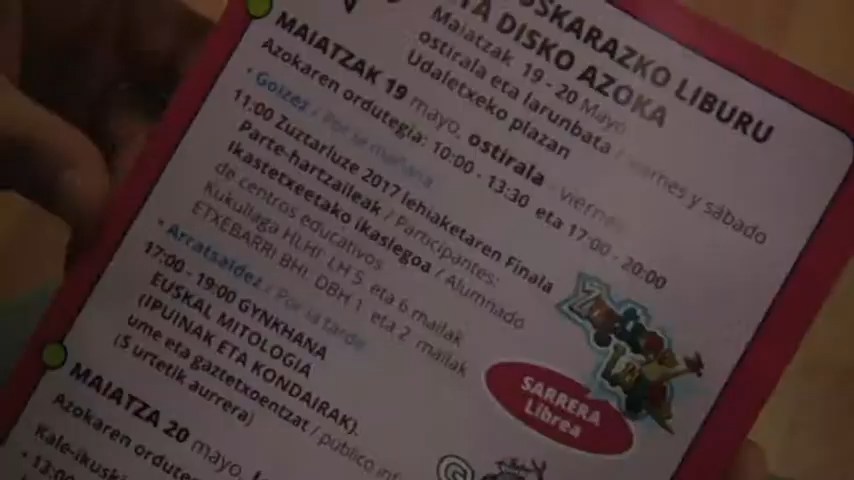 USKARAZKO LIBURU
TA DISKO AZOKA
Maiatzak 19 - 20 Mayo
ostirala eta larunbata / viernes y sábado
Udaletxeko plazan
MAIATZAK 19 mayo, ostirala - viernes
Azokaren ordutegia: 10:00 - 13:30 eta 17:00 - 20:00
• Goizez / Por la mañana
11:00 Zuztarluze 2017 lehiaketaren Finala
Parte-hartzaileak / Participantes:
Ikastetxeetako ikaslegoa / Alumnado
de centros educativos
Kukullaga HLHI: LH 5. eta 6 mailak
ETXEBARRI BHI. DBH 1. eta 2. mailak
• Arratsaldez / Por la tarde
17:00 - 19:00 GYNKHANA
EUSKAL MITOLOGIA
(IPUINAK ETA KONDAIRAK).
ume eta gaztetxoentzat / público inf
(5 urtetik aurrera)
SARRERA
Librea
MAIATZA 20 mayo,
Azokaren ordute
Kale-ikuski
• 13:00